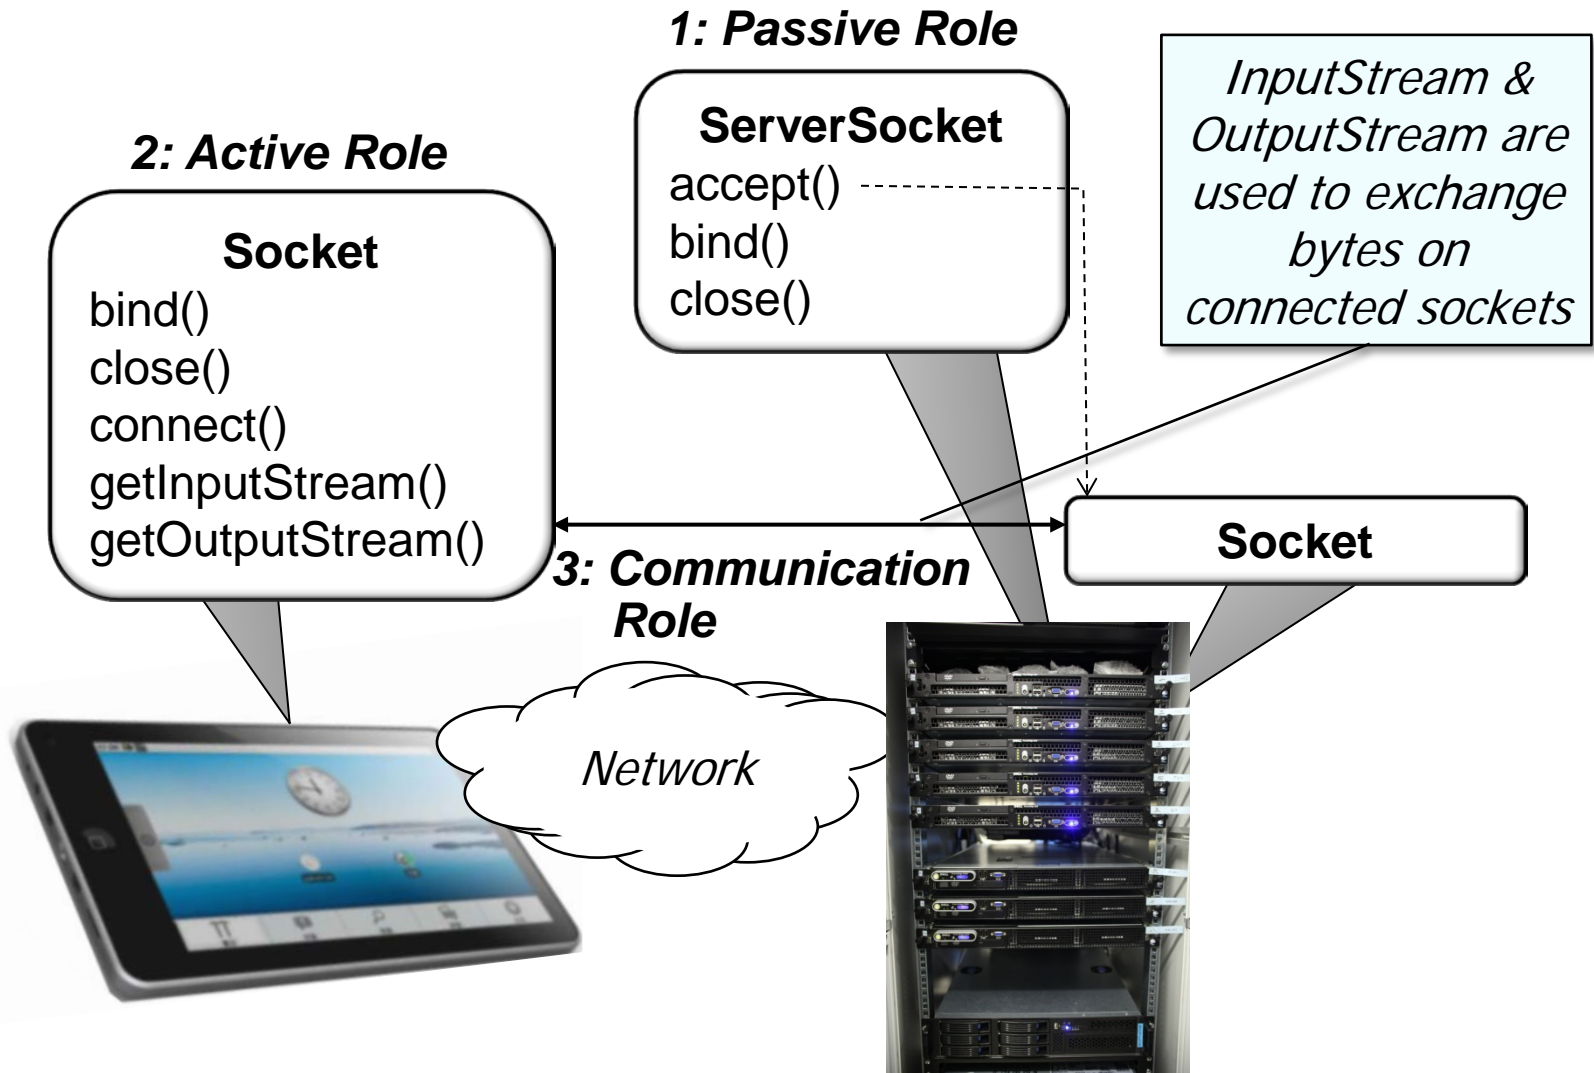 1: Passive Role
ServerSocket
accept()
bind()
close()
InputStream &
OutputStream are
used to exchange
bytes on
connected sockets
2: Active Role
Socket
bind()
close()
connect()
getInputStream()
getOutputStream()
3: Communication
Role
Socket
Network